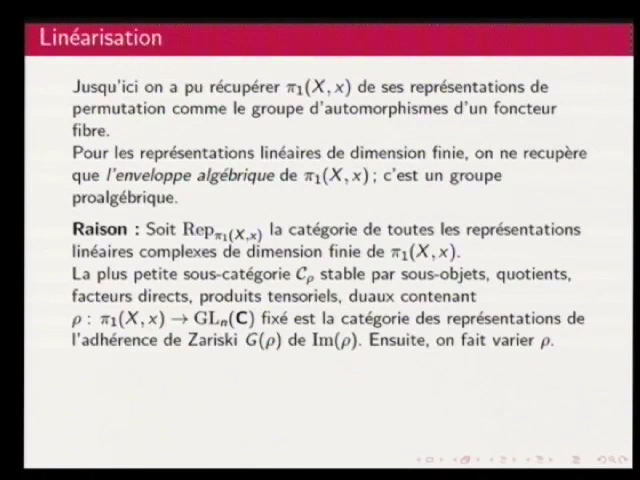 Linéarisation
Jusqu'ici on a pu récupérer π₁(X, x) de ses représentations de
permutation comme le groupe d'automorphismes d'un foncteur
fibre.
Pour les représentations linéaires de dimension finie, on ne recupère
que l'enveloppe algébrique de π₁(X, x) ; c'est un groupe
proalgébrique.
Raison : Soit Rep_{π₁(X,x)} la catégorie de toutes les représentations
linéaires complexes de dimension finie de π₁(X, x).
La plus petite sous-catégorie 𝒞_ρ stable par sous-objets, quotients,
facteurs directs, produits tensoriels, duaux contenant
ρ : π₁(X, x) → GL_n(C) fixé est la catégorie des représentations de
l'adhérence de Zariski G(ρ) de Im(ρ). Ensuite, on fait varier ρ.